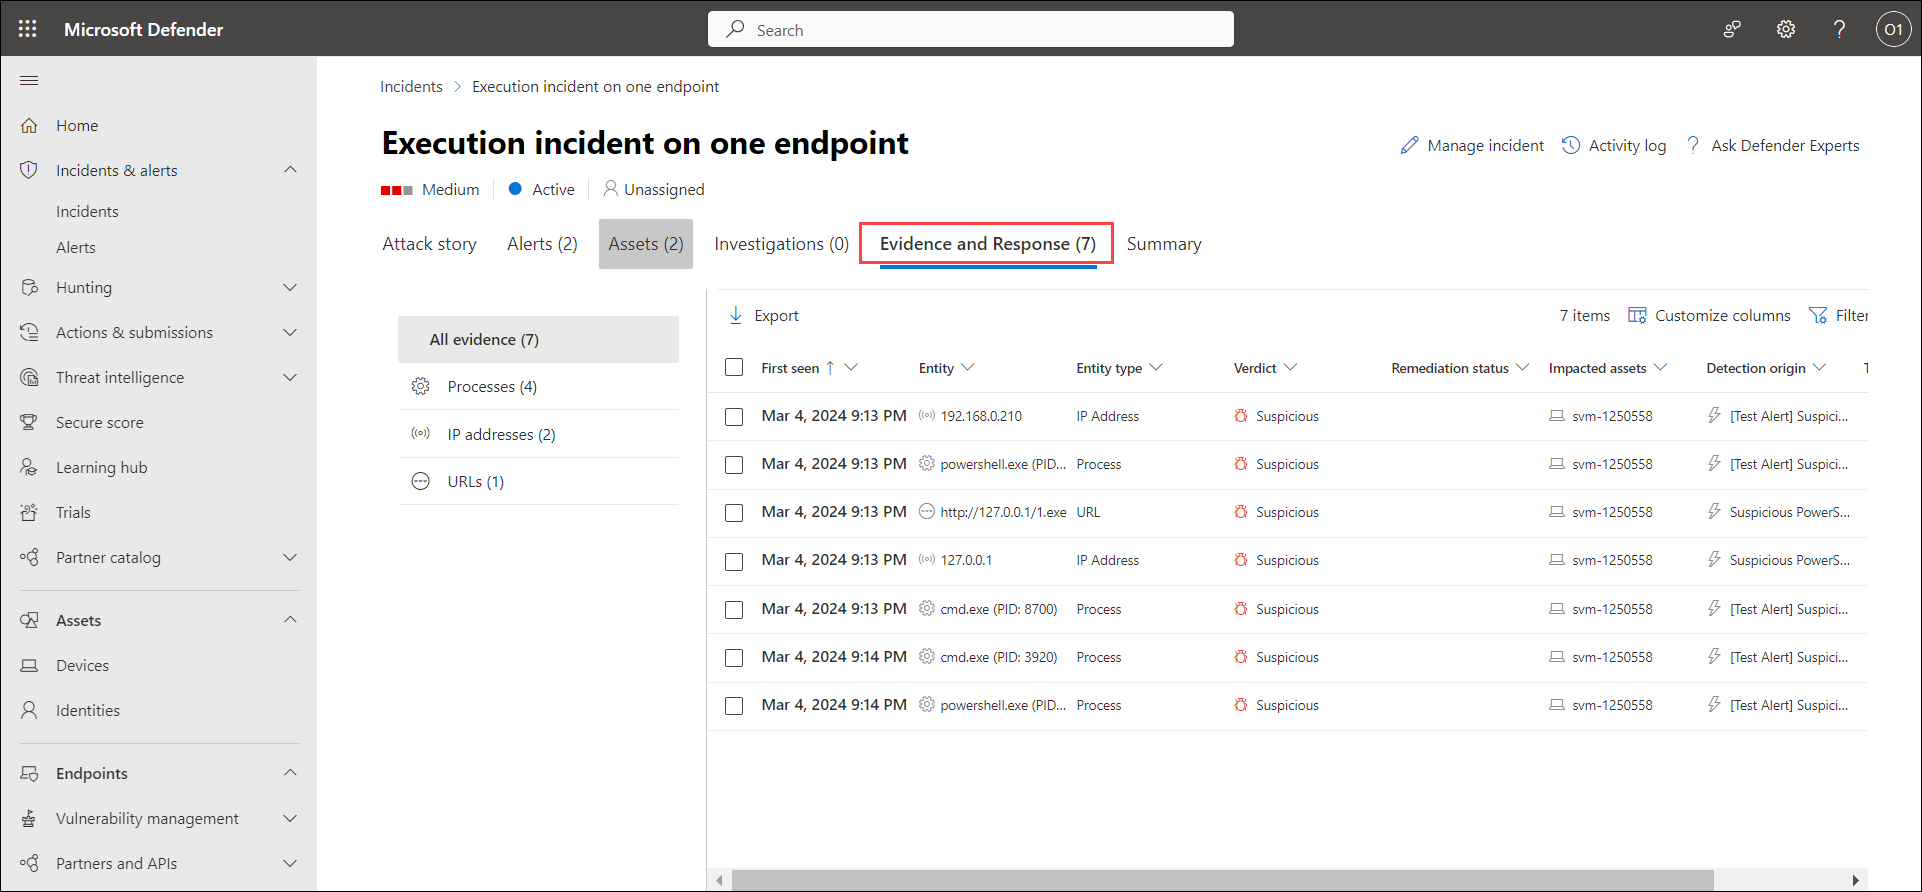 Microsoft Defender
Search
O1
Home
Incidents & alerts
Incidents
Alerts
Hunting
Actions & submissions
Threat intelligence
Secure score
Learning hub
Trials
Partner catalog
Assets
Devices
Identities
Endpoints
Vulnerability management
Partners and APIs
Incidents > Execution incident on one endpoint
Execution incident on one endpoint
Manage incident Activity log ? Ask Defender Experts
Medium Active Unassigned
Attack story Alerts (2) Assets (2) Investigations (0) Evidence and Response (7) Summary
All evidence (7)
Processes (4)
IP addresses (2)
URLs (1)
Export 7 items Customize columns Filter
First seen ↑ Entity Entity type Verdict Remediation status Impacted assets Detection origin T
Mar 4, 2024 9:13 PM 192.168.0.210 IP Address Suspicious svm-1250558 [Test Alert] Suspici...
Mar 4, 2024 9:13 PM powershell.exe (PID... Process Suspicious svm-1250558 [Test Alert] Suspici...
Mar 4, 2024 9:13 PM http://127.0.0.1/1.exe URL Suspicious svm-1250558 Suspicious PowerS...
Mar 4, 2024 9:13 PM 127.0.0.1 IP Address Suspicious svm-1250558 Suspicious PowerS...
Mar 4, 2024 9:13 PM cmd.exe (PID: 8700) Process Suspicious svm-1250558 [Test Alert] Suspici...
Mar 4, 2024 9:14 PM cmd.exe (PID: 3920) Process Suspicious svm-1250558 [Test Alert] Suspici...
Mar 4, 2024 9:14 PM powershell.exe (PID... Process Suspicious svm-1250558 [Test Alert] Suspici...